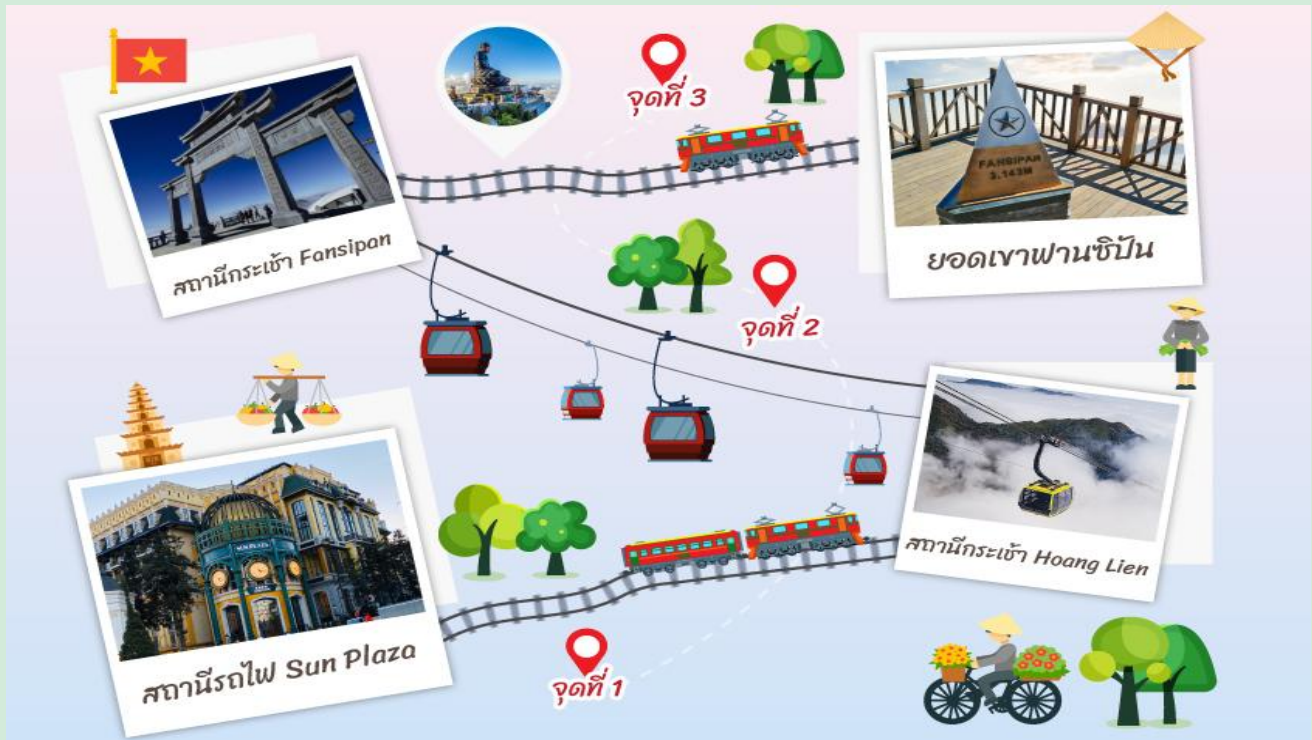 จุดที่ 3
สถานีกระเช้า Fansipan
FANSIPAN
3.143M
ยอดเขาฟานซิปัน
จุดที่ 2
SUN PLAZA
สถานีรถไฟ Sun Plaza
สถานีกระเช้า Hoang Lien
จุดที่ 1